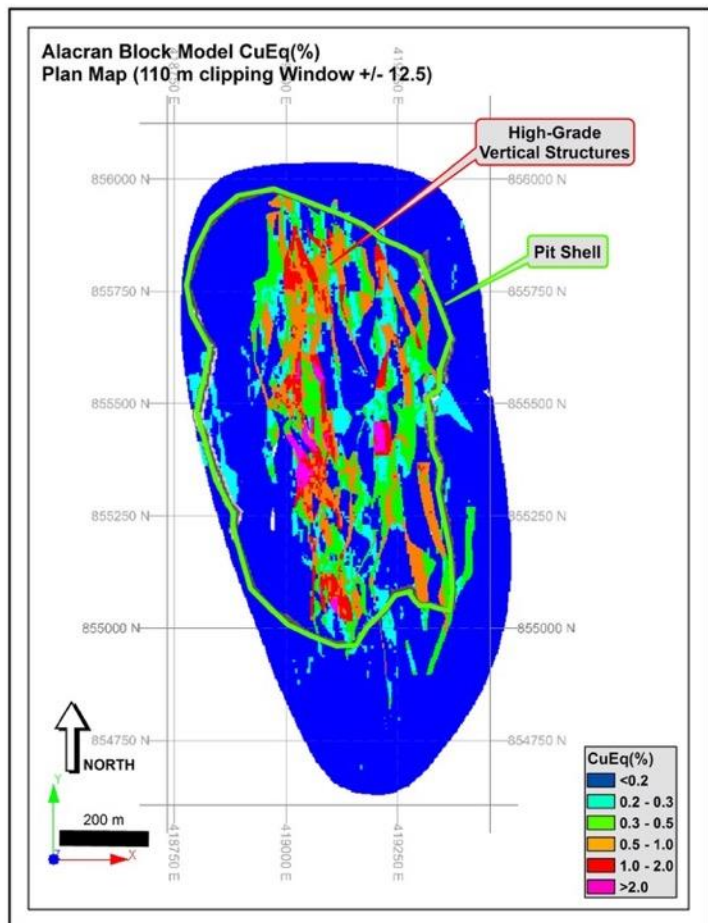 Alacran Block Model CuEq(%)
Plan Map (110 m clipping Window +/- 12.5)
High-Grade
Vertical Structures
Pit Shell
856000 N
856000 N
855750 N
855750 N
855500 N
855500 N
855250 N
855250 N
855000 N
855000 N
854750 N
854750 N
NORTH
Y
Z
X
200 m
418750 E
419000 E
419250 E
CuEq(%)
<0.2
0.2 - 0.3
0.3 - 0.5
0.5 - 1.0
1.0 - 2.0
>2.0